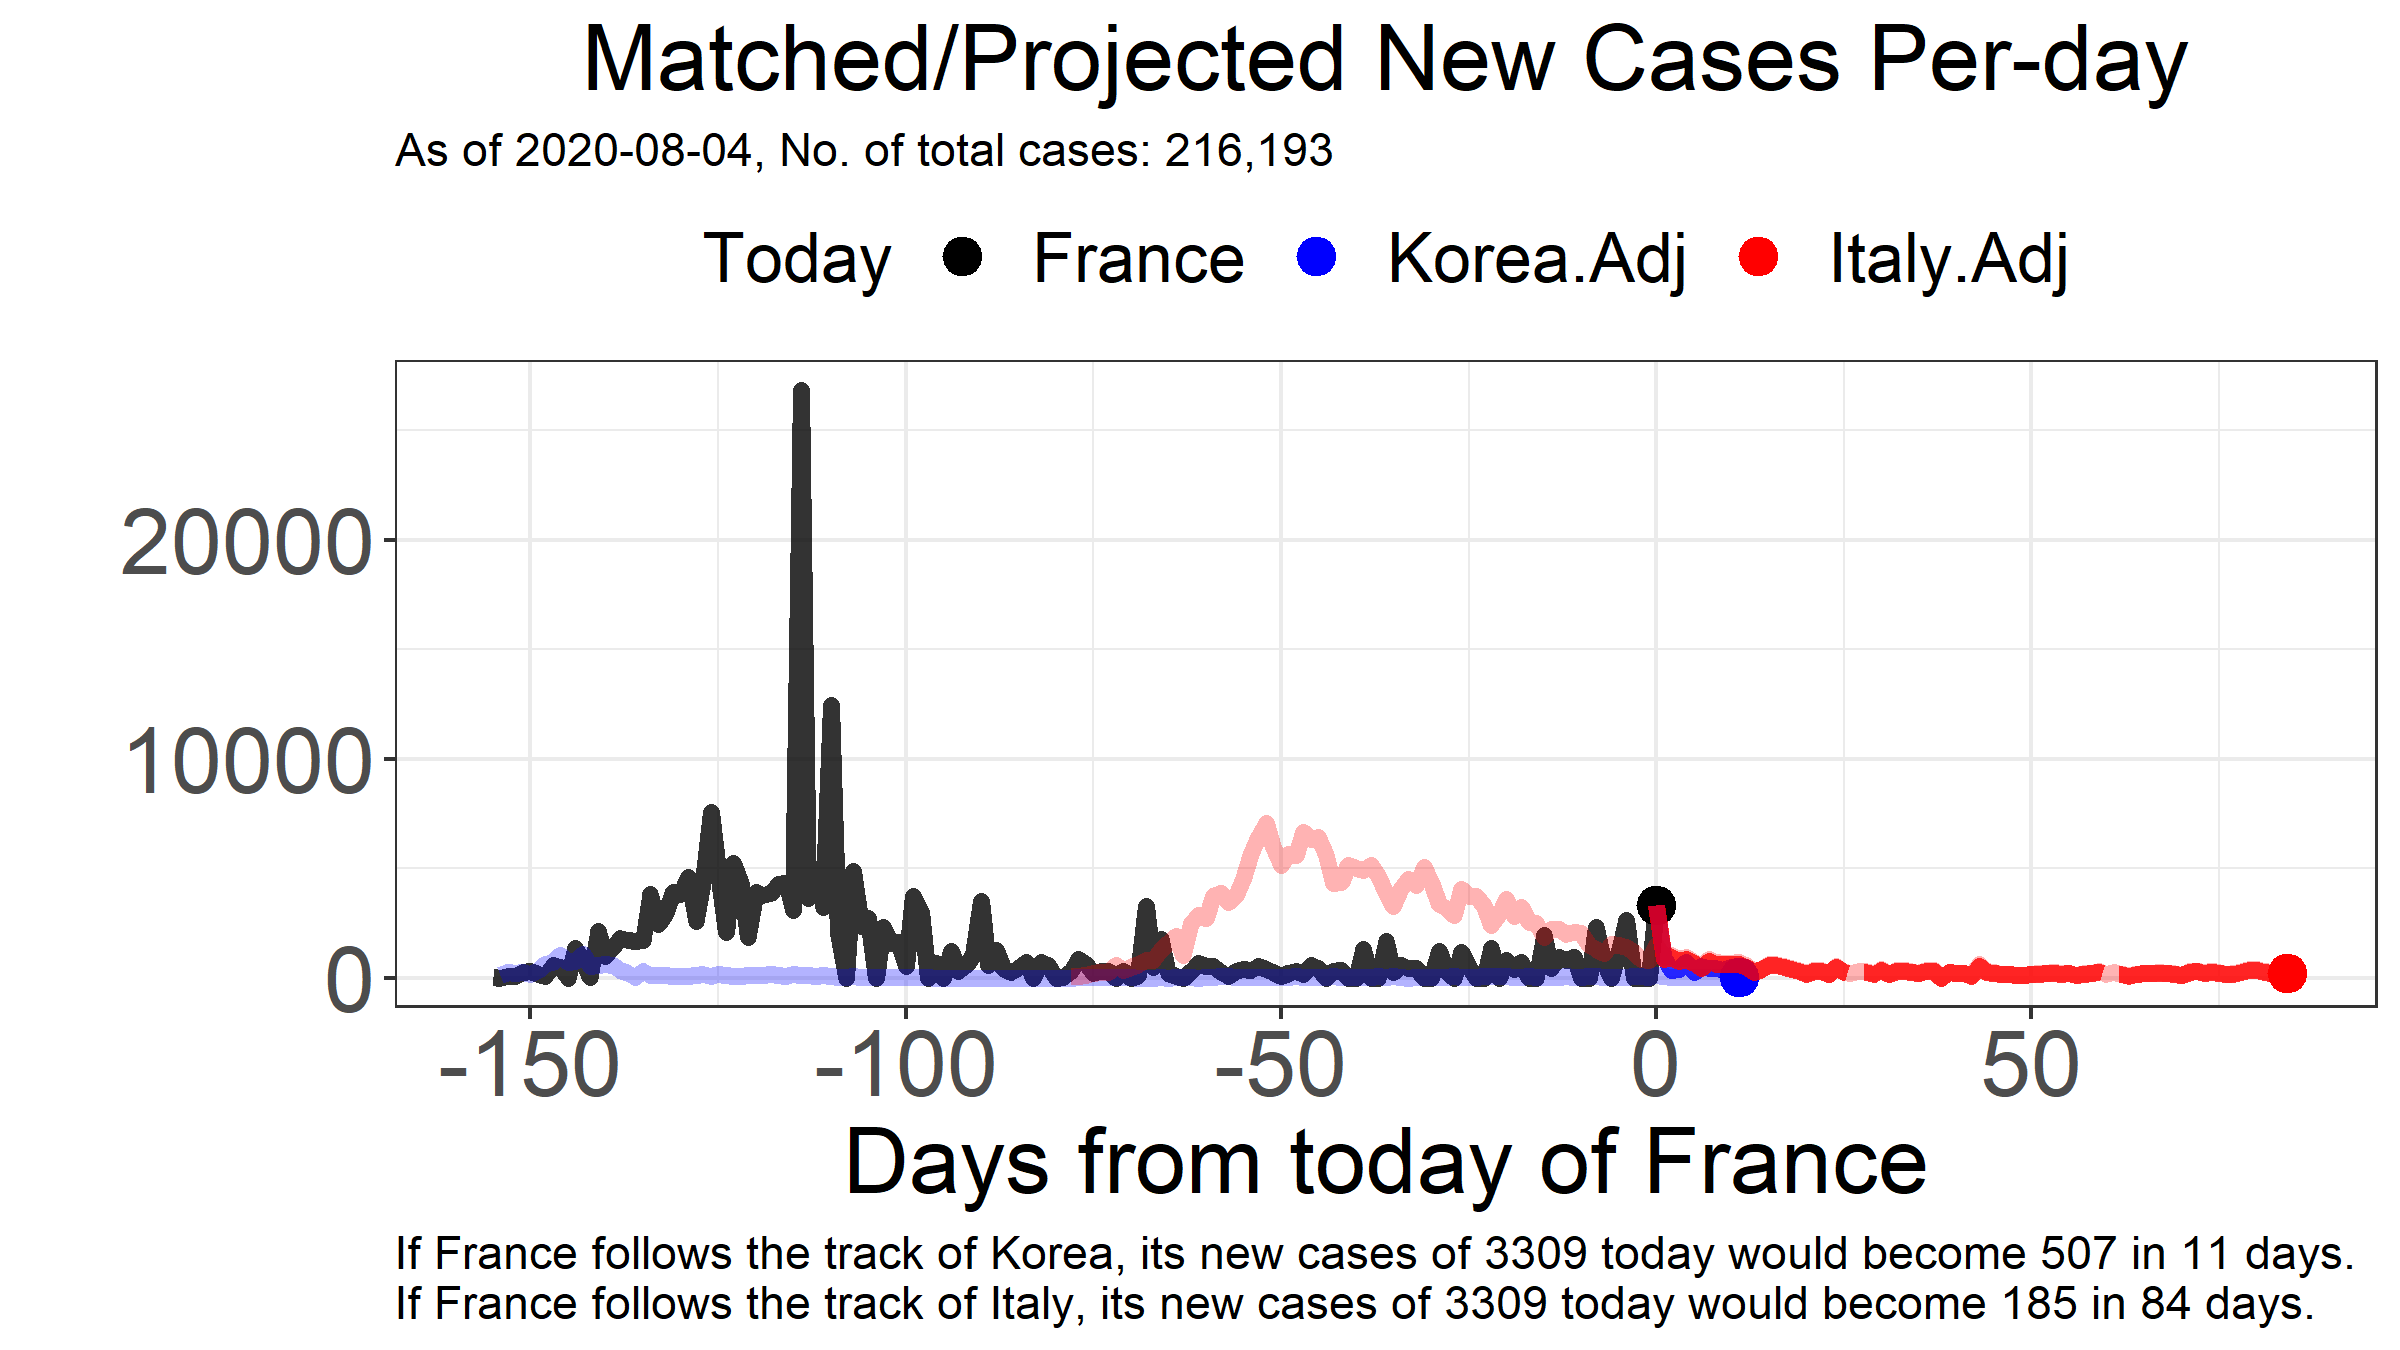 Matched/Projected New Cases Per-day
As of 2020-08-04, No. of total cases: 216,193
Today France Korea.Adj Italy.Adj
20000
10000
0
-150 -100 -50 0 50
Days from today of France
If France follows the track of Korea, its new cases of 3309 today would become 507 in 11 days.
If France follows the track of Italy, its new cases of 3309 today would become 185 in 84 days.